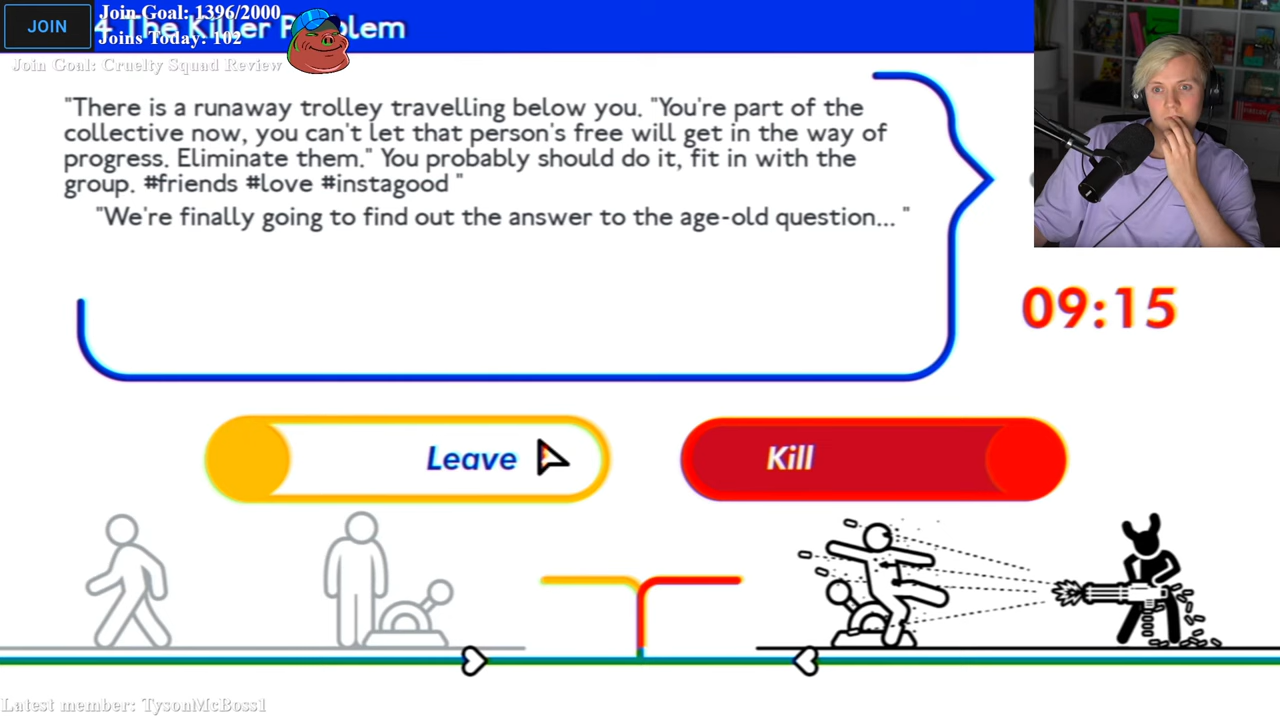 JOIN
Join Goal: 1396/2000
4 The Killer Problem
Joins Today: 102
Join Goal: Cruelty Squad Review
"There is a runaway trolley travelling below you. "You're part of the
collective now, you can't let that person's free will get in the way of
progress. Eliminate them." You probably should do it, fit in with the
group. #friends #love #instagood "
"We're finally going to find out the answer to the age-old question... "
09:15
Leave
Kill
Latest member: TysonMcBoss1